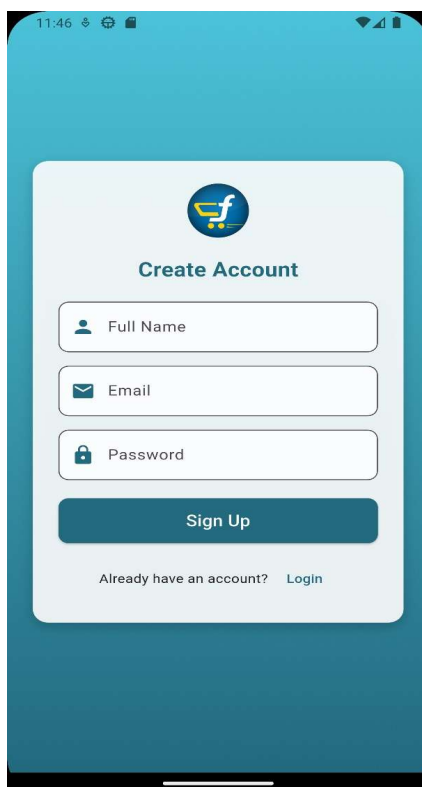 11:46
f
Create Account
Full Name
Email
Password
Sign Up
Already have an account? Login